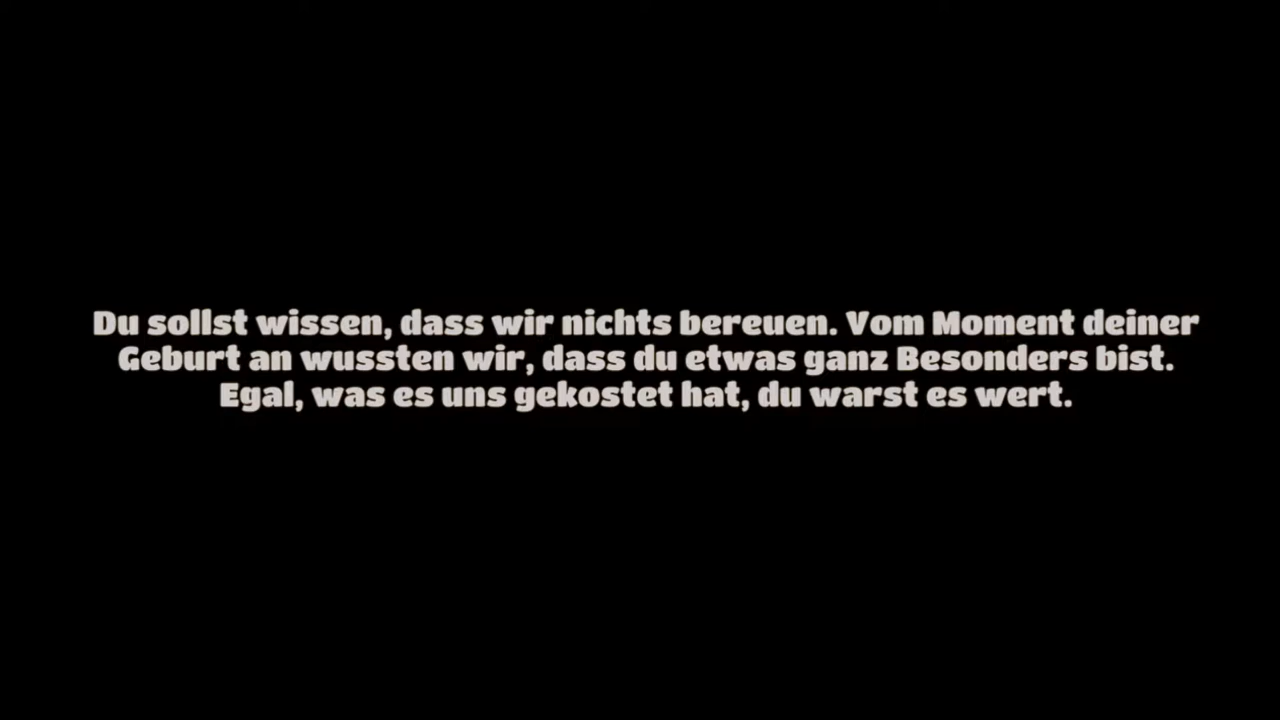 Du sollst wissen, dass wir nichts bereuen. Vom Moment deiner
Geburt an wussten wir, dass du etwas ganz Besonders bist.
Egal, was es uns gekostet hat, du warst es wert.